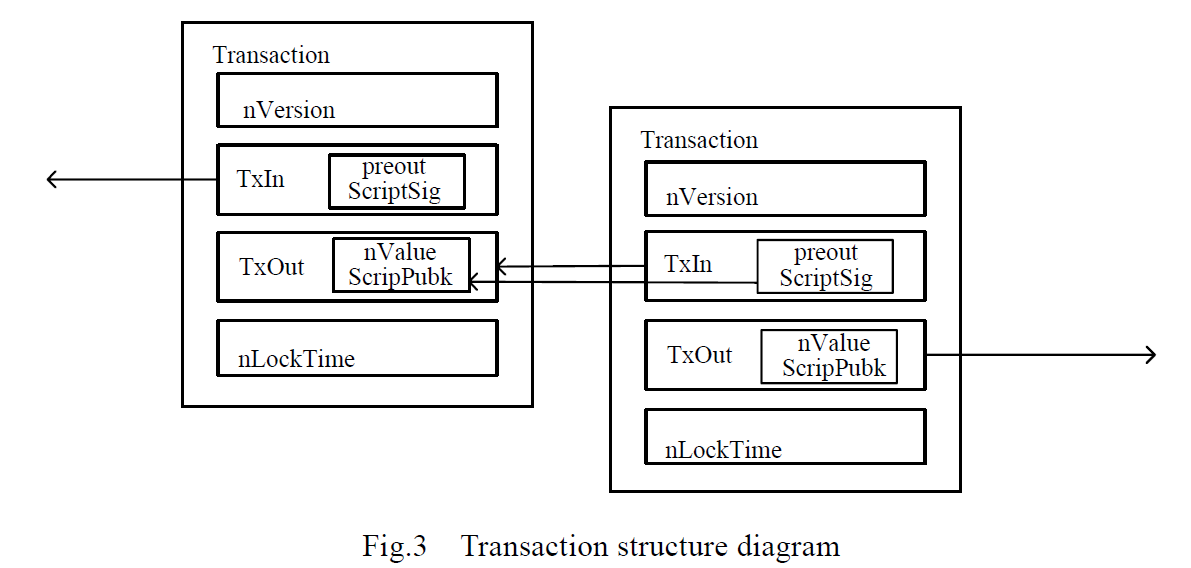 Transaction
nVersion
TxIn
preout
ScriptSig
TxOut
nValue
ScripPubk
nLockTime
Transaction
nVersion
TxIn
preout
ScriptSig
TxOut
nValue
ScripPubk
nLockTime
Fig.3 Transaction structure diagram